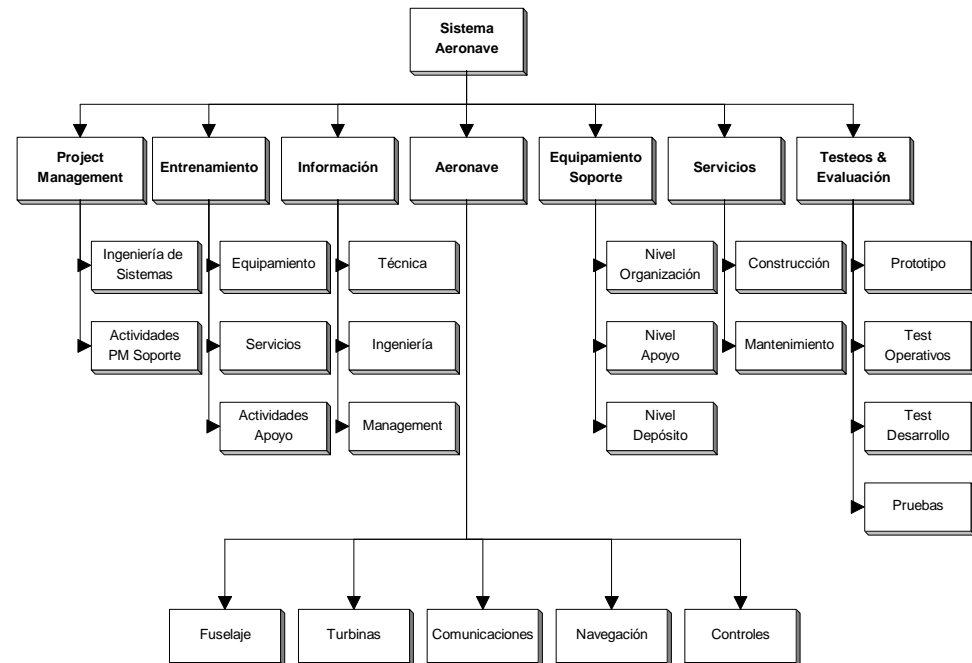 Sistema
Aeronave
Project
Management
Entrenamiento
Información
Aeronave
Equipamiento
Soporte
Servicios
Testeos &
Evaluación
Ingeniería de
Sistemas
Equipamiento
Técnica
Nivel
Organización
Construcción
Prototipo
Actividades
PM Soporte
Servicios
Ingeniería
Nivel
Apoyo
Mantenimiento
Test
Operativos
Actividades
Apoyo
Management
Nivel
Depósito
Test
Desarrollo
Pruebas
Fuselaje
Turbinas
Comunicaciones
Navegación
Controles